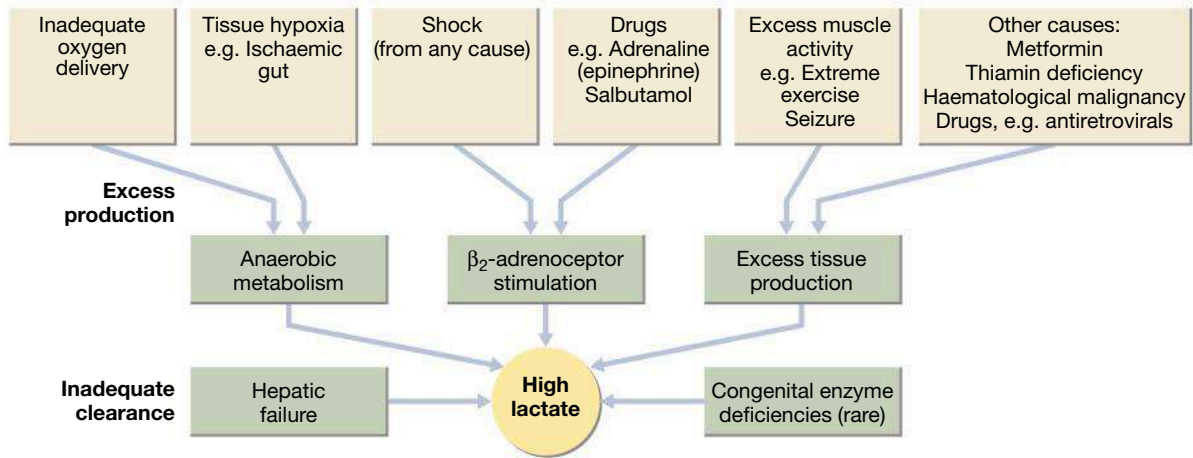 Inadequate
oxygen
delivery
Tissue hypoxia
e.g. Ischaemic
gut
Shock
(from any cause)
Drugs
e.g. Adrenaline
(epinephrine)
Salbutamol
Excess muscle
activity
e.g. Extreme
exercise
Seizure
Other causes:
Metformin
Thiamin deficiency
Haematological malignancy
Drugs, e.g. antiretrovirals
Excess
production
Anaerobic
metabolism
β₂-adrenoceptor
stimulation
Excess tissue
production
Inadequate
clearance
Hepatic
failure
High
lactate
Congenital enzyme
deficiencies (rare)